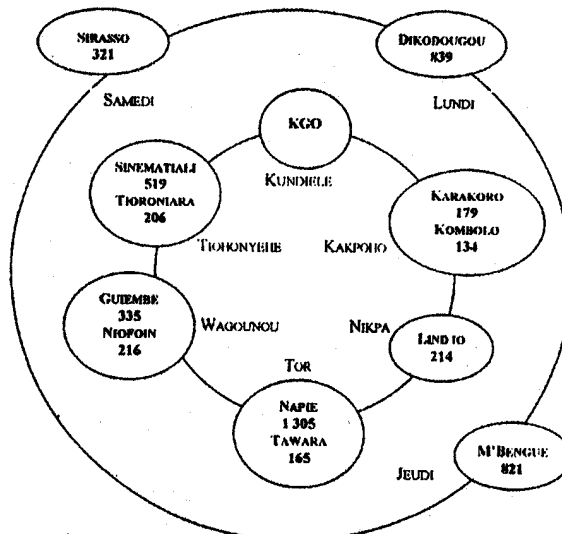 SIRASSO
321
DIKODOUGOU
839
SAMEDI
LUNDI
KGO
KUNDIELE
SINEMATIALI
519
TIORONIARA
206
KARAKORO
179
KOMBOLO
134
TIOHONYEHE
KAKPOHO
GUIEMBE
335
NIOFOIN
216
WAGOUNOU
NIKPA
LINDIO
214
TOR
NAPIE
1 305
TAWARA
165
M'BENGUE
821
JEUDI